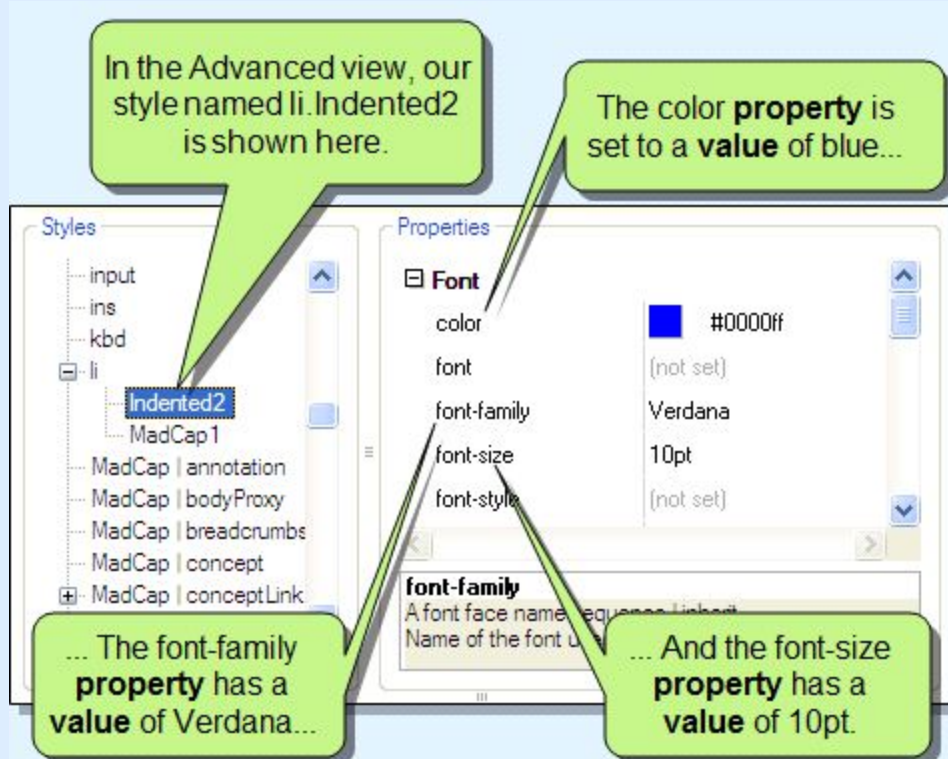 In the Advanced view, our
style named li.Indented2
is shown here.
The color property is
set to a value of blue...
Styles
input
ins
kbd
li
Indented2
MadCap1
MadCap | annotation
MadCap | bodyProxy
MadCap | breadcrumbs
MadCap | concept
MadCap | conceptLink
Properties
Font
color #0000ff
font (not set)
font-family Verdana
font-size 10pt
font-style (not set)
font-family
A font face name
Name of the font
... The font-family
property has a
value of Verdana...
... And the font-size
property has a
value of 10pt.